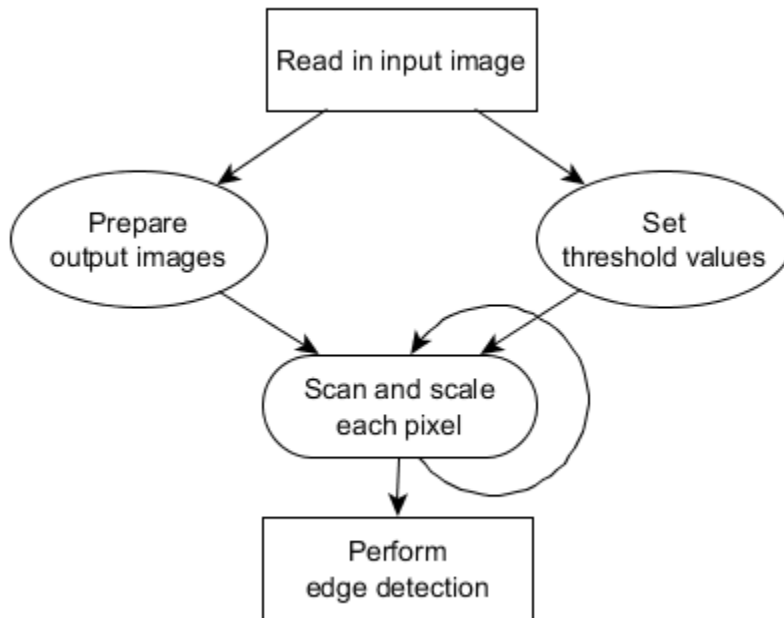 Read in input image
Prepare
output images
Set
threshold values
Scan and scale
each pixel
Perform
edge detection